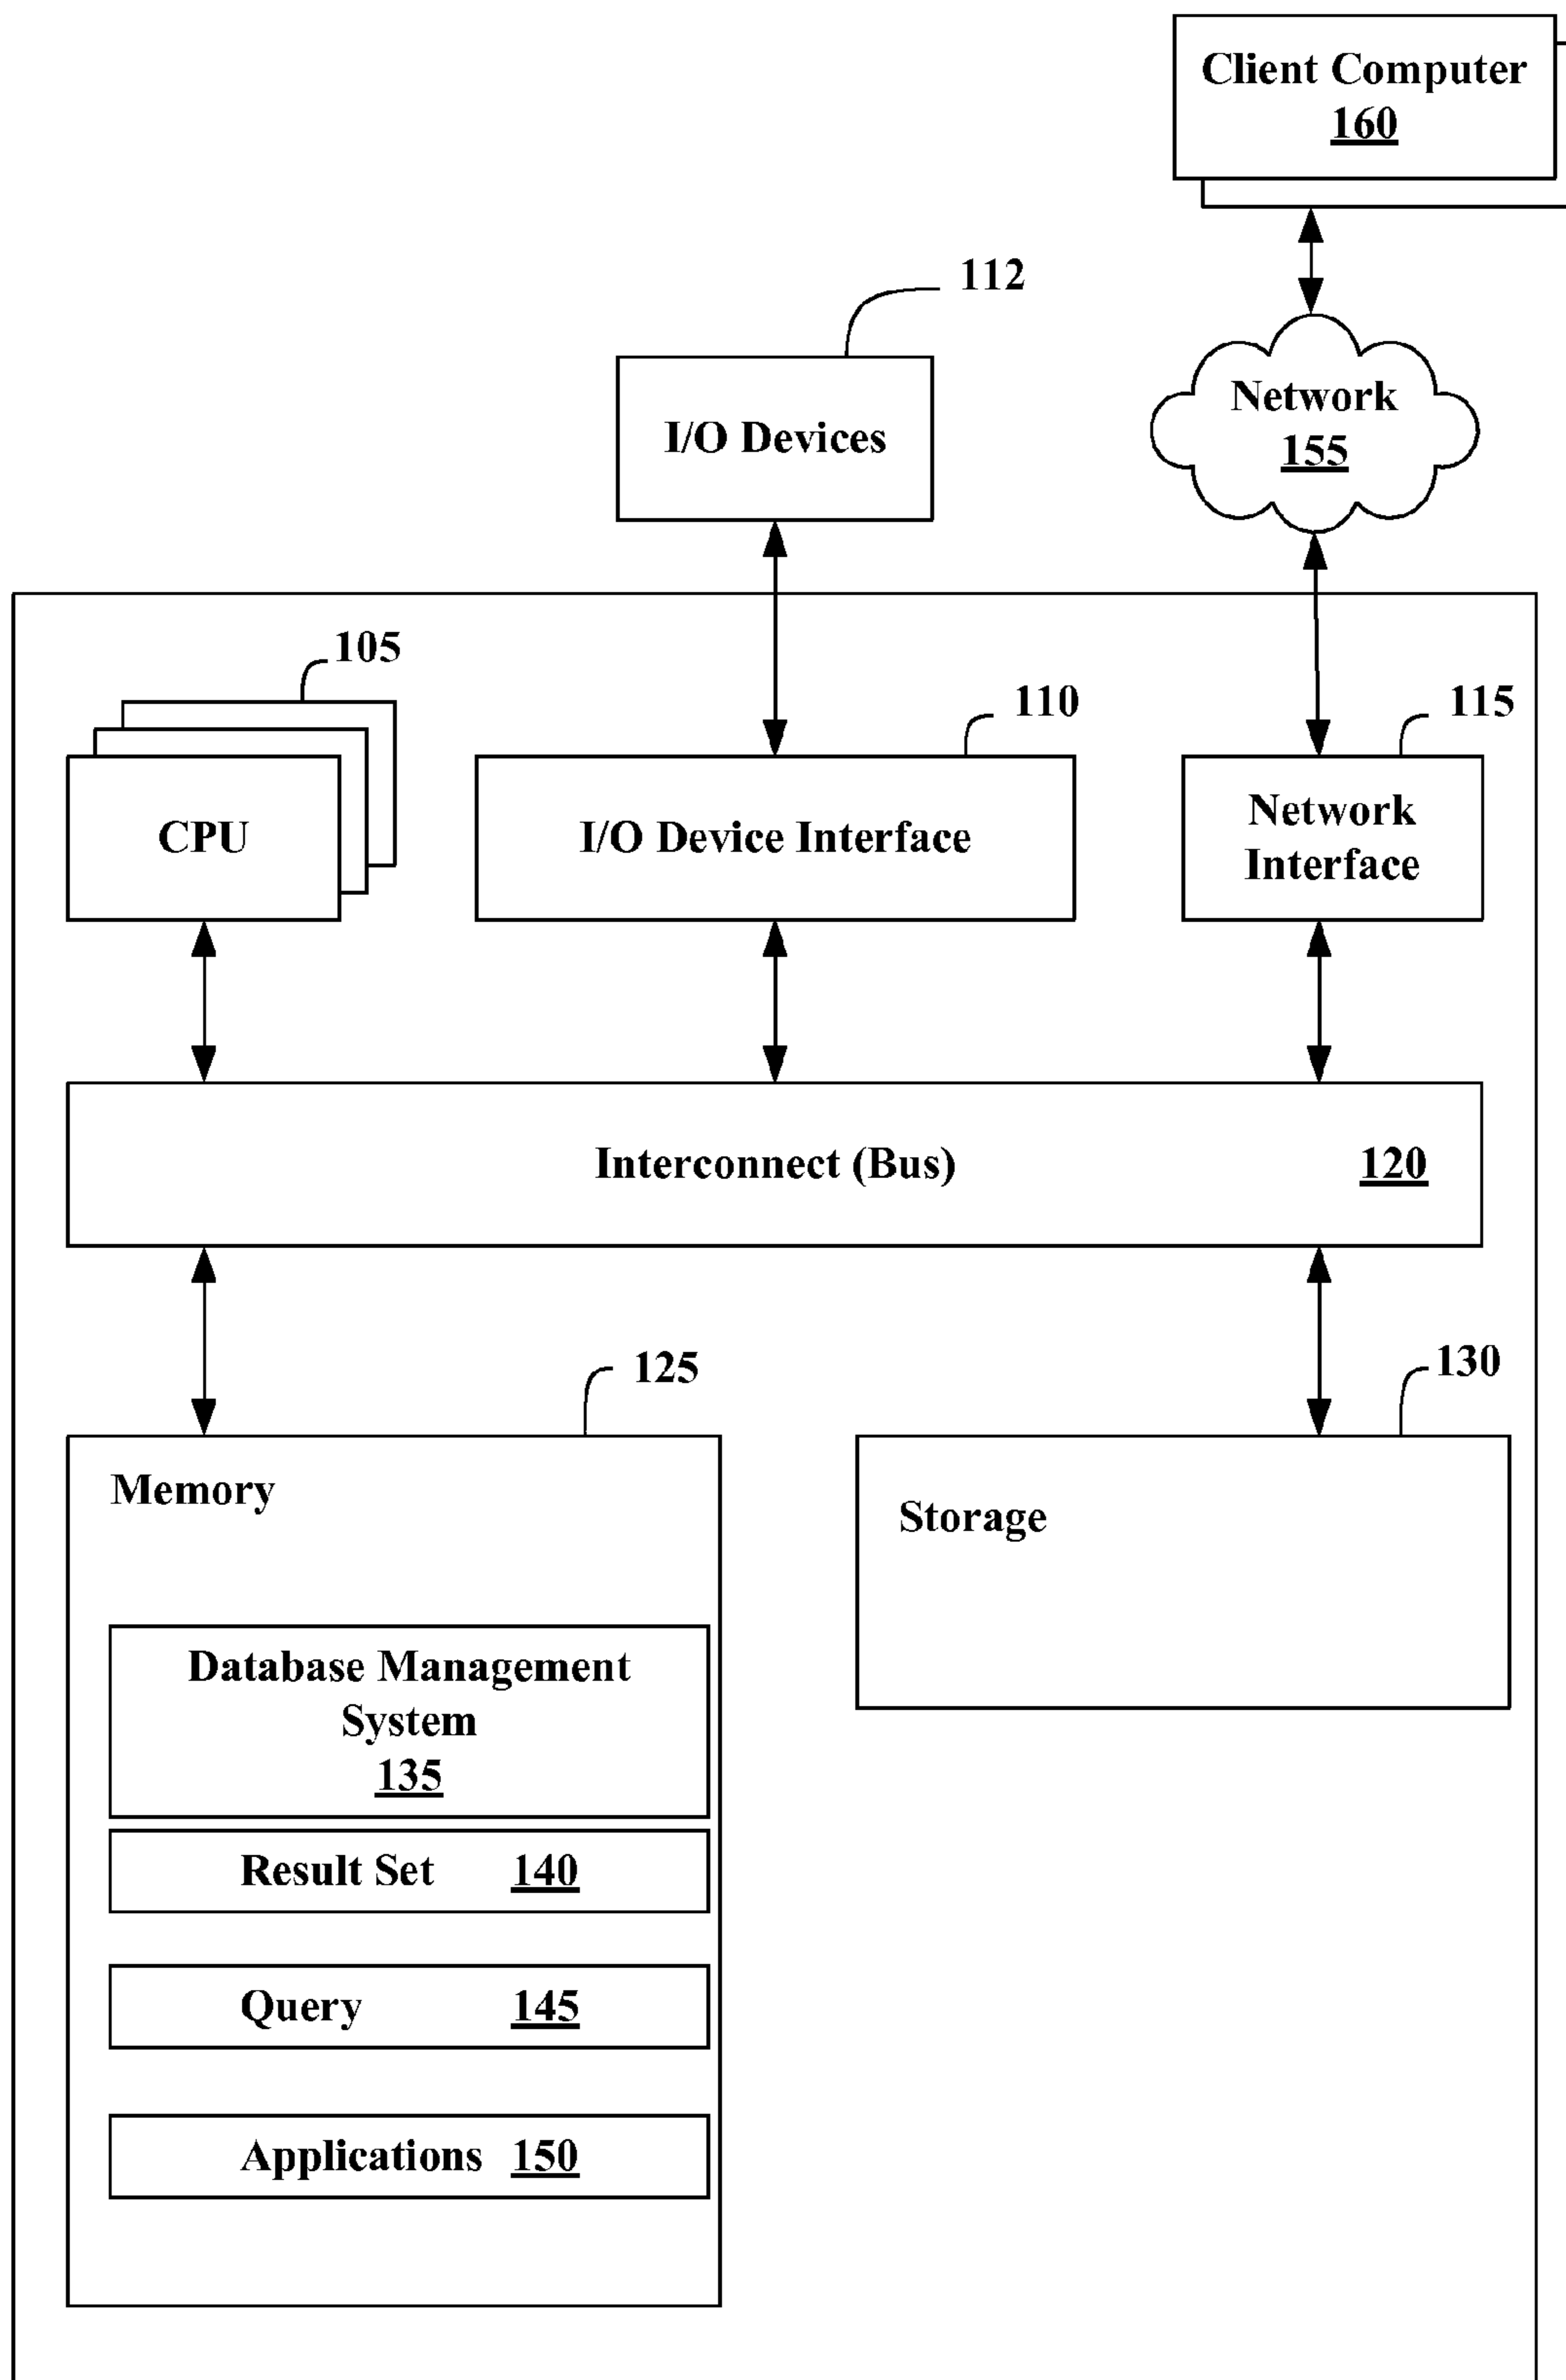 Client Computer
160
112
I/O Devices
Network
155
105
110
115
CPU
I/O Device Interface
Network
Interface
Interconnect (Bus) 120
125
130
Memory
Storage
Database Management
System
135
Result Set 140
Query 145
Applications 150